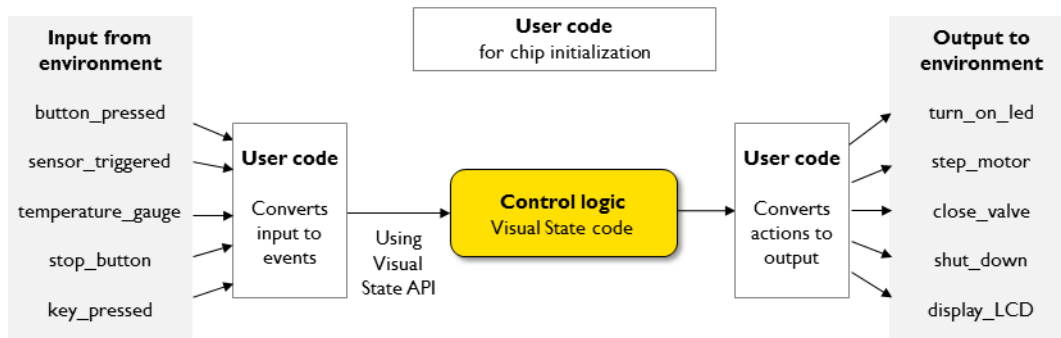 Input from
environment
button_pressed
sensor_triggered
temperature_gauge
stop_button
key_pressed
User code
Converts
input to
events
Using
Visual
State API
User code
for chip initialization
Control logic
Visual State code
User code
Converts
actions to
output
Output to
environment
turn_on_led
step_motor
close_valve
shut_down
display_LCD